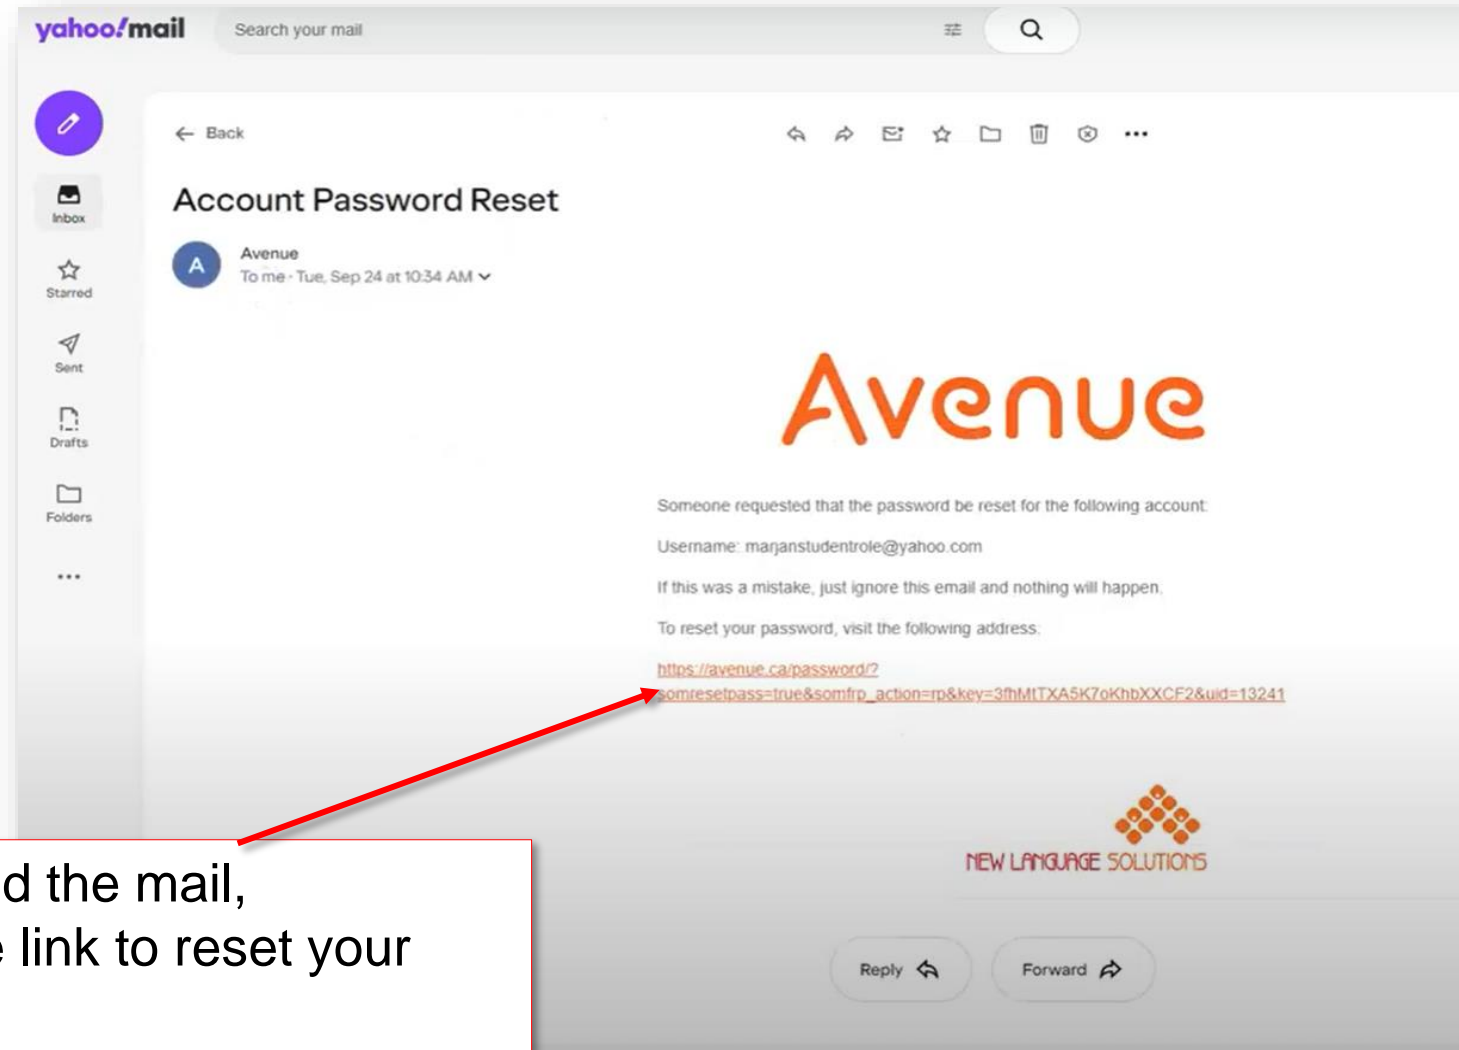 yahoo!mail
Search your mail
Back
Account Password Reset
Inbox
A
Avenue
To me - Tue, Sep 24 at 10:34 AM
Starred
Sent
Drafts
Folders
Avenue
Someone requested that the password be reset for the following account:
Username: marjanstudentrole@yahoo.com
If this was a mistake, just ignore this email and nothing will happen.
To reset your password, visit the following address:
https://avenue.ca/password/?
somresetpass=true&somfrp_action=rp&key=3fhMtTXA5K7oKhbXXCF2&uid=13241
NEW LANGUAGE SOLUTIONS
d the mail,
e link to reset your
Reply
Forward